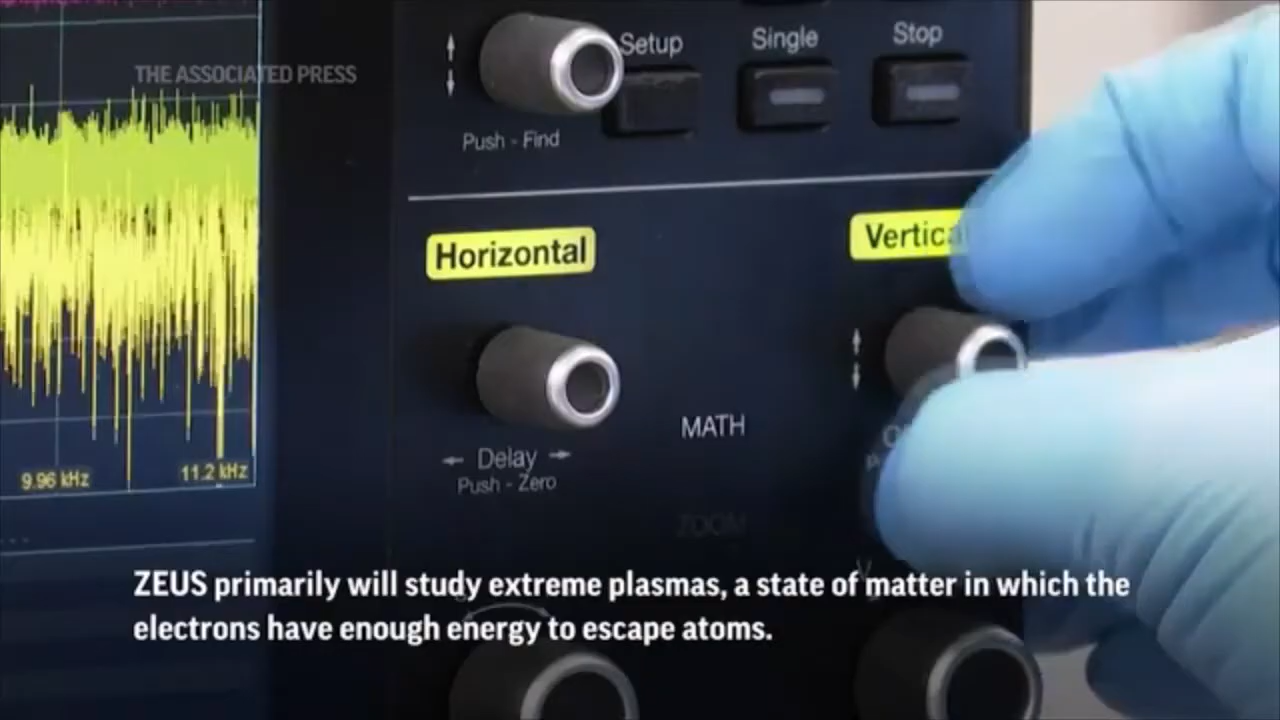 Setup
Single
Stop
THE ASSOCIATED PRESS
Push - Find
Horizontal
Vertica
MATH
Delay
9.96 kHz
11.2 kHz
Push - Zero
ZOOM
ZEUS primarily will study extreme plasmas, a state of matter in which the
electrons have enough energy to escape atoms.